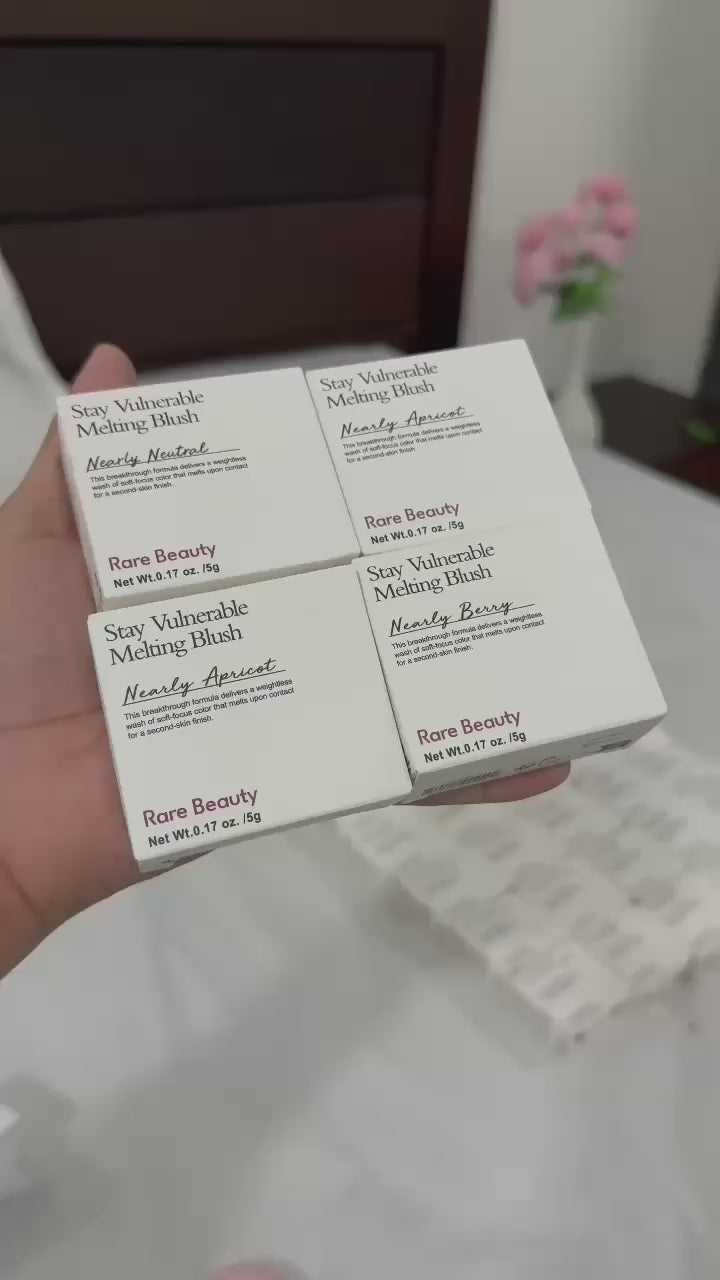 Stay Vulnerable
Melting Blush
Nearly Neutral
This breakthrough formula delivers a weightless
wash of soft-focus color that melts upon contact
for a second-skin finish.
Rare Beauty
Net Wt.0.17 oz. /5g
Stay Vulnerable
Melting Blush
Nearly Apricot
This breakthrough formula delivers a weightless
wash of soft-focus color that melts upon contact
for a second-skin finish.
Rare Beauty
Net Wt.0.17 oz. /5g
Stay Vulnerable
Melting Blush
Nearly Apricot
This breakthrough formula delivers a weightless
wash of soft-focus color that melts upon contact
for a second-skin finish.
Rare Beauty
Net Wt.0.17 oz. /5g
Stay Vulnerable
Melting Blush
Nearly Berry
This breakthrough formula delivers a weightless
wash of soft-focus color that melts upon contact
for a second-skin finish.
Rare Beauty
Net Wt.0.17 oz. /5g